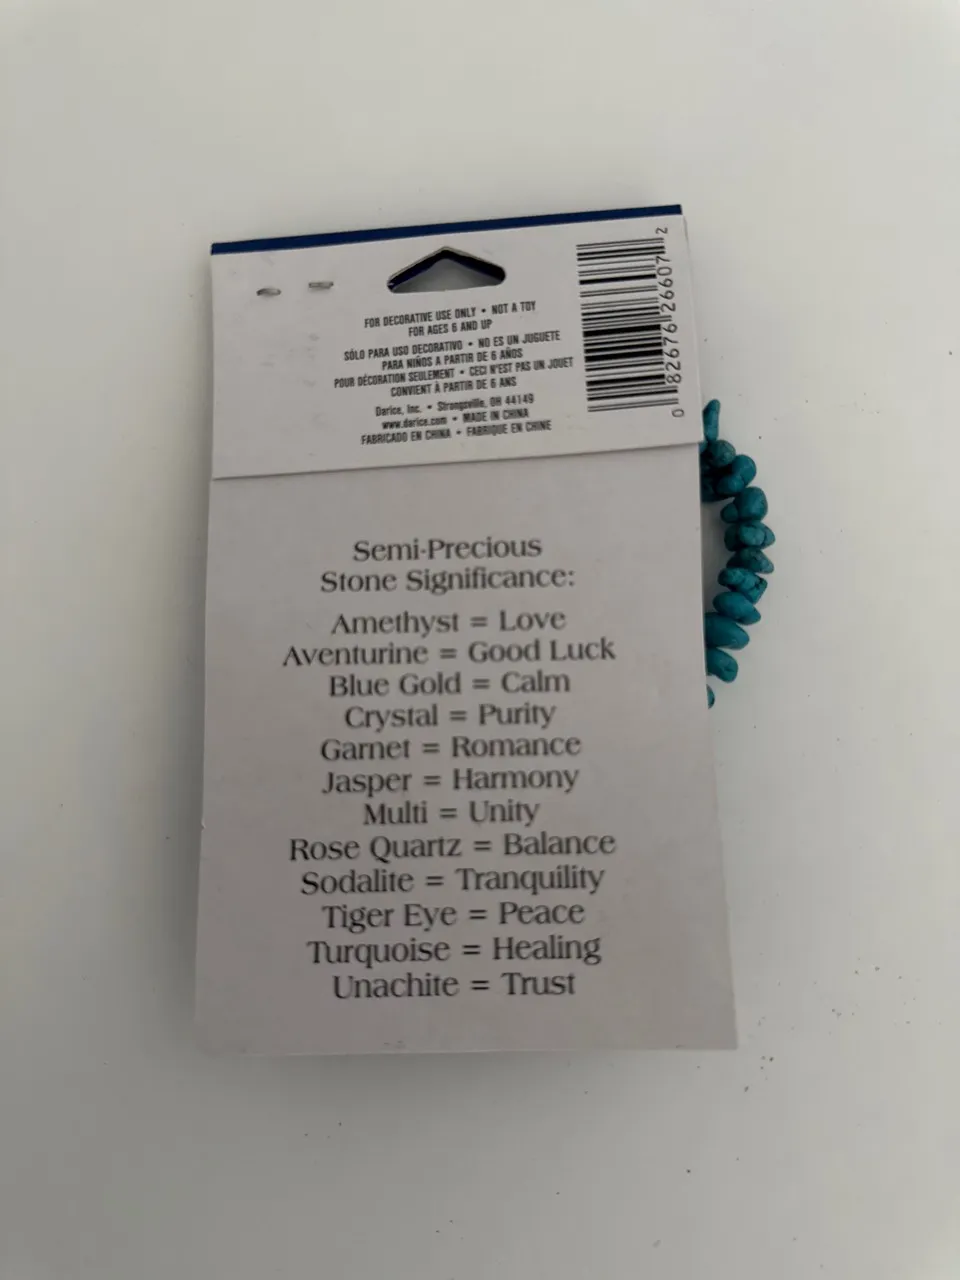 FOR DECORATIVE USE ONLY • NOT A TOY
FOR AGES 6 AND UP
SÓLO PARA USO DECORATIVO • NO ES UN JUGUETE
PARA NIÑOS A PARTIR DE 6 AÑOS
POUR DÉCORATION SEULEMENT • CECI N'EST PAS UN JOUET
CONVIENT À PARTIR DE 6 ANS
Darice, Inc. • Strongsville, OH 44149
www.darice.com • MADE IN CHINA
FABRICADO EN CHINA • FABRIQUE EN CHINE
0 82676 26607 2
Semi-Precious
Stone Significance:
Amethyst = Love
Aventurine = Good Luck
Blue Gold = Calm
Crystal = Purity
Garnet = Romance
Jasper = Harmony
Multi = Unity
Rose Quartz = Balance
Sodalite = Tranquility
Tiger Eye = Peace
Turquoise = Healing
Unachite = Trust